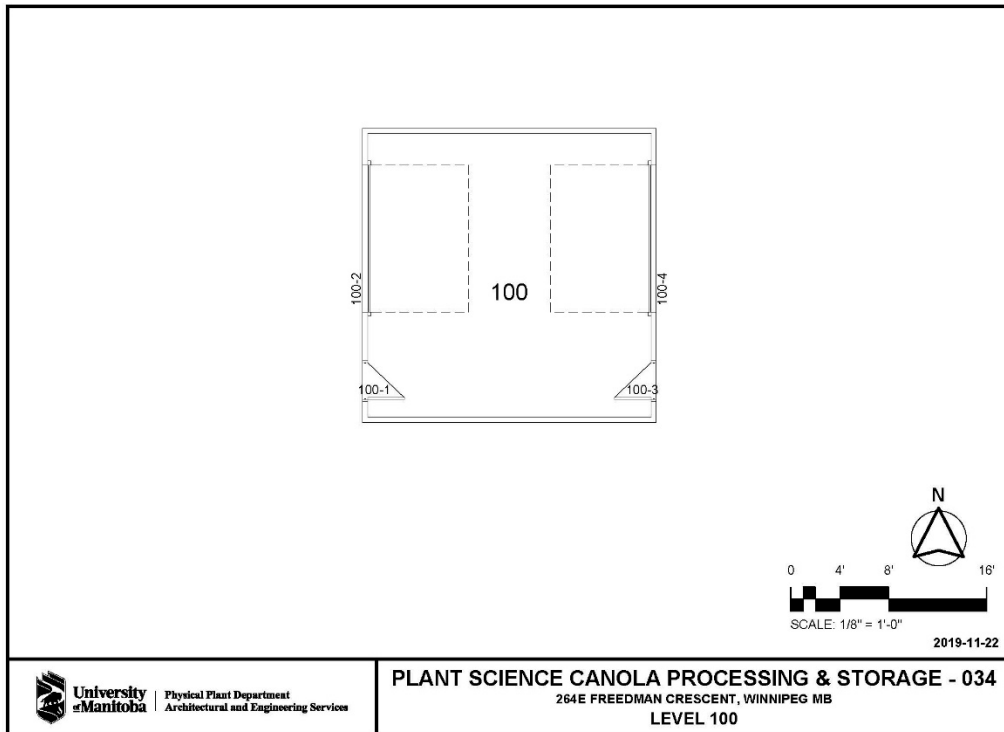 100-2
100
100-4
100-1
100-3
N
0 4' 8' 16'
SCALE: 1/8" = 1'-0"
2019-11-22
University
of Manitoba
Physical Plant Department
Architectural and Engineering Services
PLANT SCIENCE CANOLA PROCESSING & STORAGE - 034
264E FREEDMAN CRESCENT, WINNIPEG MB
LEVEL 100